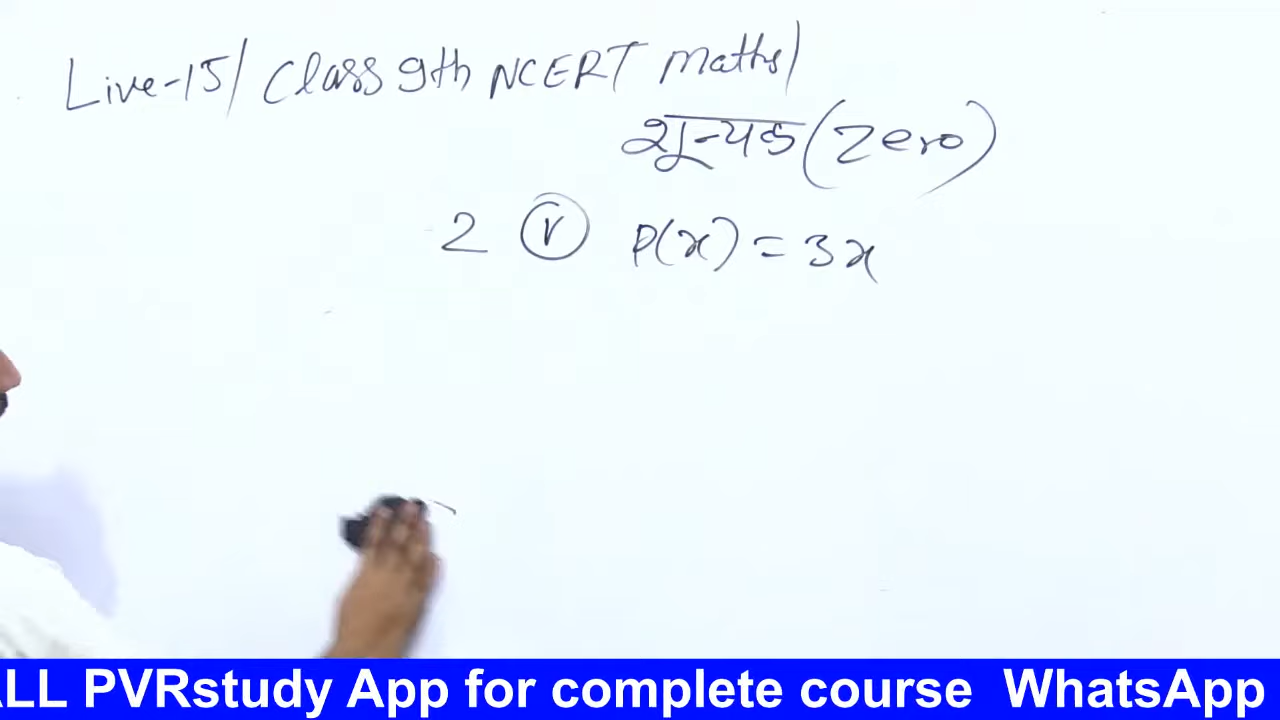 Live-15/ Class 9th NCERT Maths/
शून्यक (Zero)
2 (v) p(x) = 3x
ALL PVRstudy App for complete course WhatsApp